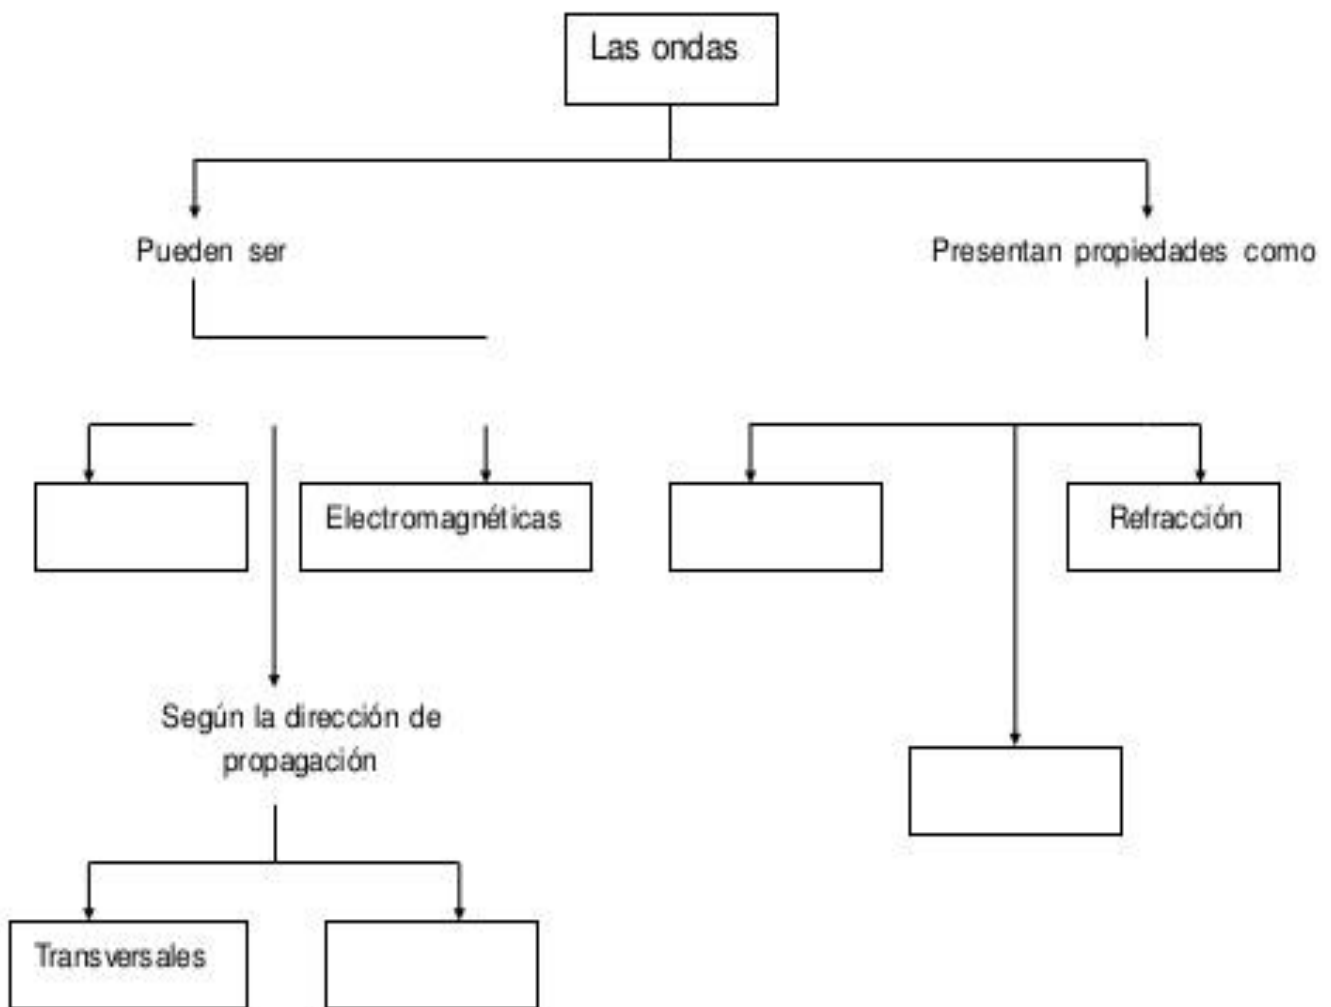 Las ondas
Pueden ser
Presentan propiedades como
Electromagnéticas
Refracción
Según la dirección de
propagación
Transversales